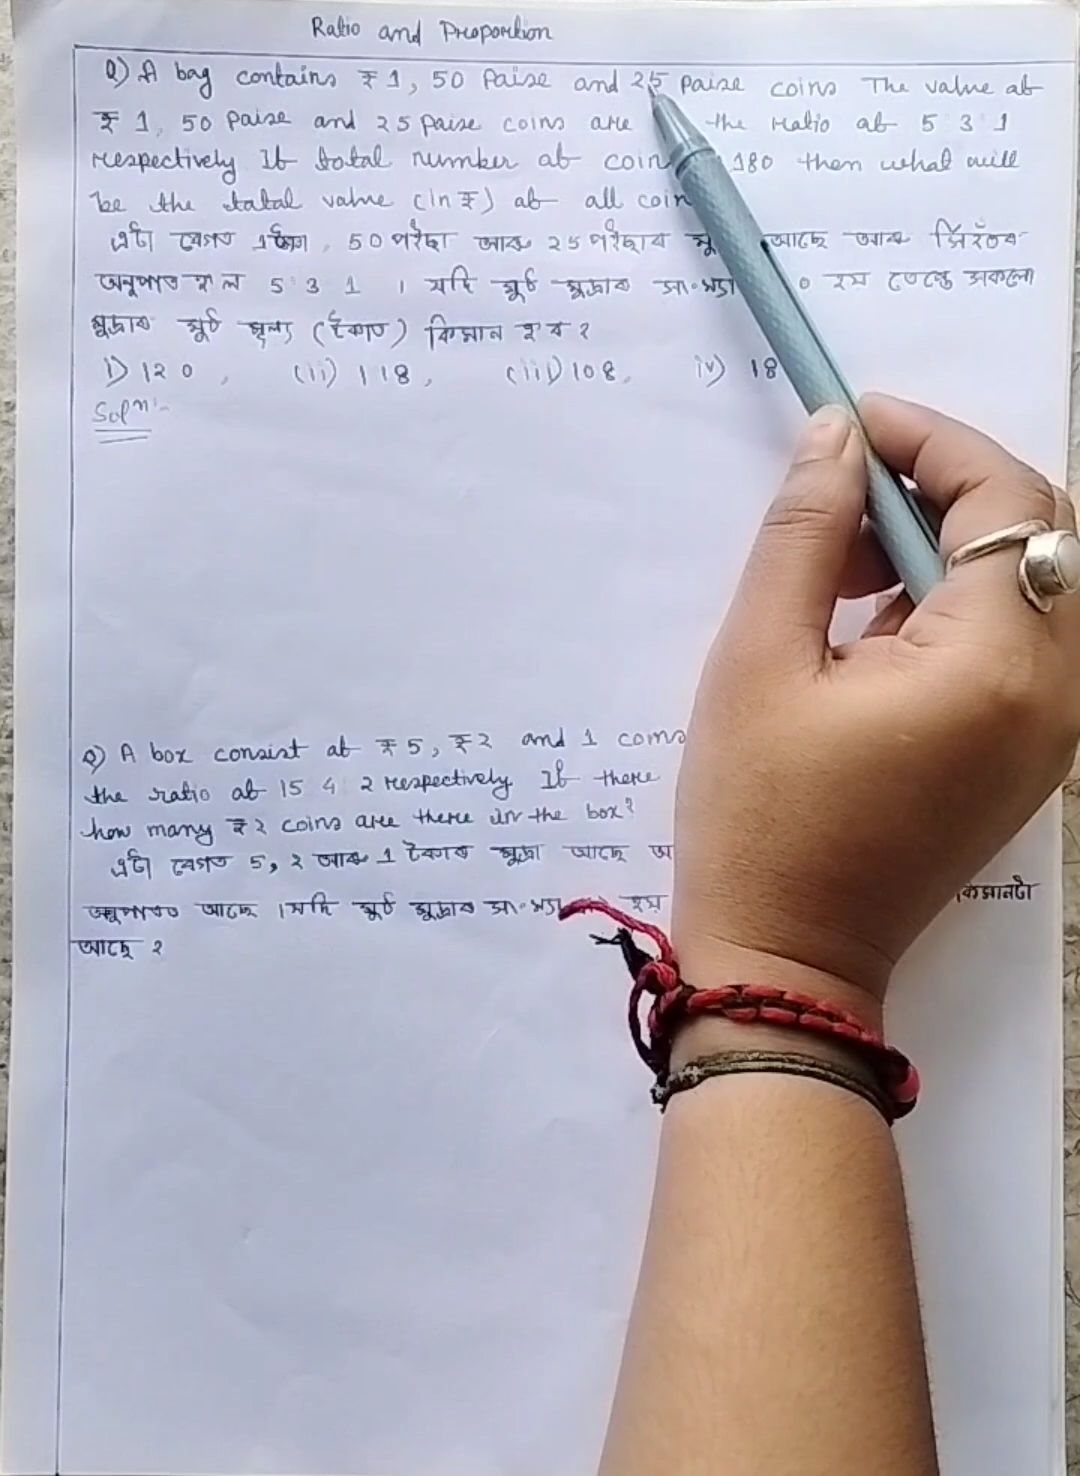 Ratio and Proportion
Q) A bag contains ₹ 1, 50 Paise and 25 Paise coins The value of
₹ 1, 50 Paise and 25 Paise coins are the ratio of 5 3 1
respectively If total number of coin 180 then what will
be the total value (in ₹) of all coin
এটা বেগত 1 টকা, 50 পইচা আৰু 25 পইচাৰ মু আছে আৰু সিহঁতৰ
অনুপাত হ'ল 5 3 1 । যদি মুঠ মুদ্ৰাৰ সংখ্যা 0 হয় তেন্তে সকলো
মুদ্ৰাৰ মুঠ মূল্য (টকাত) কিমান হ'ব ?
i) 120, (ii) 118, (iii) 108, iv) 18
Solⁿ:-
Q) A box consist of ₹ 5, ₹ 2 and 1 coins
the ratio of 15 4 2 respectively If there
how many ₹ 2 coins are there in the box?
এটা বেগত 5, 2 আৰু 1 টকাৰ মুদ্ৰা আছে অ
অনুপাতত আছে । যদি মুঠ মুদ্ৰাৰ সংখ্যা হয় কিমানটা
আছে ?